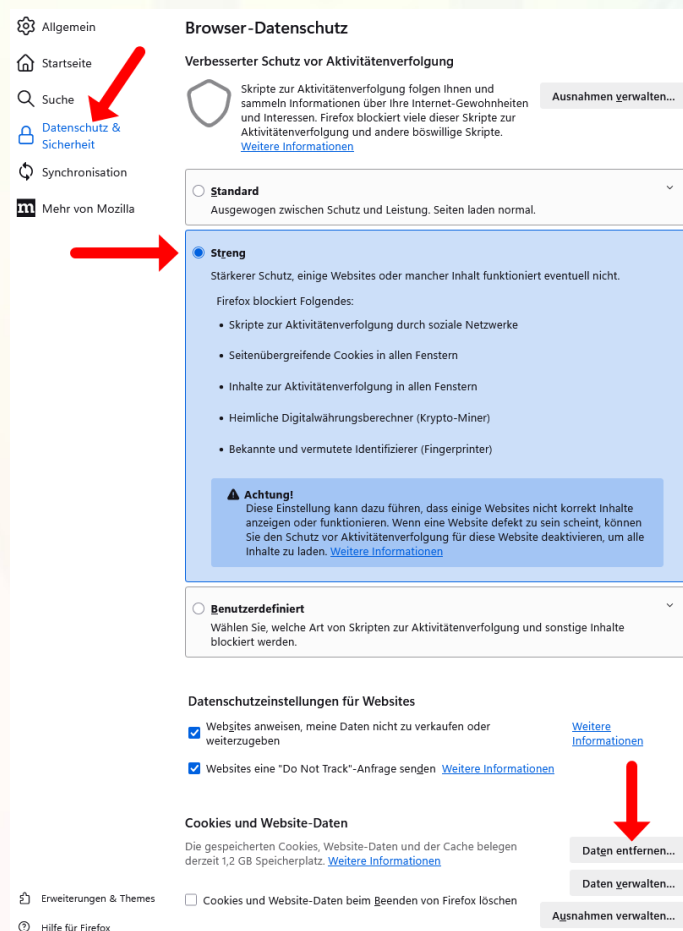 Allgemein
Startseite
Suche
Datenschutz &
Sicherheit
Synchronisation
m Mehr von Mozilla
Browser-Datenschutz
Verbesserter Schutz vor Aktivitätenverfolgung
Skripte zur Aktivitätenverfolgung folgen Ihnen und
sammeln Informationen über Ihre Internet-Gewohnheiten
und Interessen. Firefox blockiert viele dieser Skripte zur
Aktivitätenverfolgung und andere böswillige Skripte.
Weitere Informationen
Ausnahmen verwalten...
Standard
Ausgewogen zwischen Schutz und Leistung. Seiten laden normal.
Streng
Stärkerer Schutz, einige Websites oder mancher Inhalt funktioniert eventuell nicht.
Firefox blockiert Folgendes:
• Skripte zur Aktivitätenverfolgung durch soziale Netzwerke
• Seitenübergreifende Cookies in allen Fenstern
• Inhalte zur Aktivitätenverfolgung in allen Fenstern
• Heimliche Digitalwährungsberechner (Krypto-Miner)
• Bekannte und vermutete Identifizierer (Fingerprinter)
Achtung!
Diese Einstellung kann dazu führen, dass einige Websites nicht korrekt Inhalte
anzeigen oder funktionieren. Wenn eine Website defekt zu sein scheint, können
Sie den Schutz vor Aktivitätenverfolgung für diese Website deaktivieren, um alle
Inhalte zu laden. Weitere Informationen
Benutzerdefiniert
Wählen Sie, welche Art von Skripten zur Aktivitätenverfolgung und sonstige Inhalte
blockiert werden.
Datenschutzeinstellungen für Websites
Websites anweisen, meine Daten nicht zu verkaufen oder
weiterzugeben
Weitere
Informationen
Websites eine "Do Not Track"-Anfrage senden Weitere Informationen
Cookies und Website-Daten
Die gespeicherten Cookies, Website-Daten und der Cache belegen
derzeit 1,2 GB Speicherplatz. Weitere Informationen
Daten entfernen...
Daten verwalten...
Cookies und Website-Daten beim Beenden von Firefox löschen
Ausnahmen verwalten...
Erweiterungen & Themes
Hilfe für Firefox